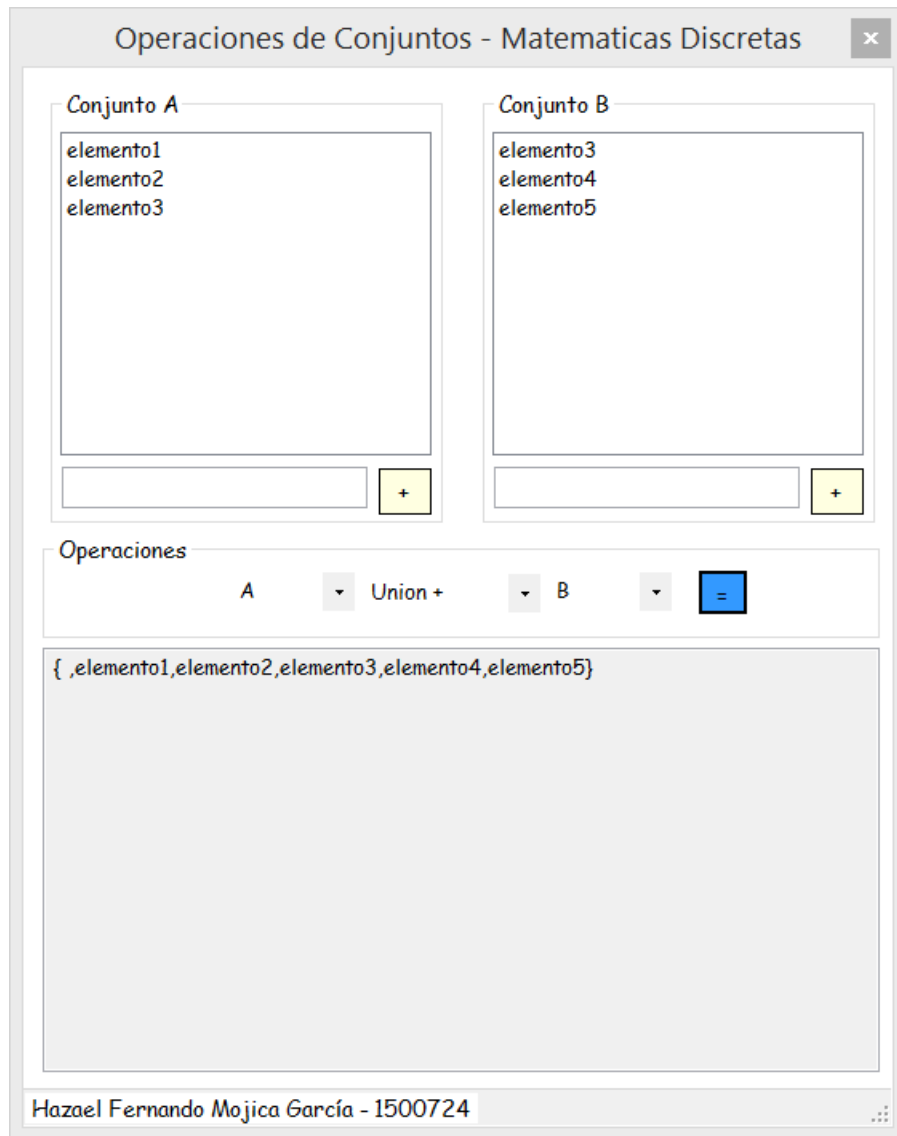 Operaciones de Conjuntos - Matematicas Discretas
x
Conjunto A
elemento1
elemento2
elemento3
+
Conjunto B
elemento3
elemento4
elemento5
+
Operaciones
A Union + B =
{ ,elemento1,elemento2,elemento3,elemento4,elemento5}
Hazael Fernando Mojica García - 1500724